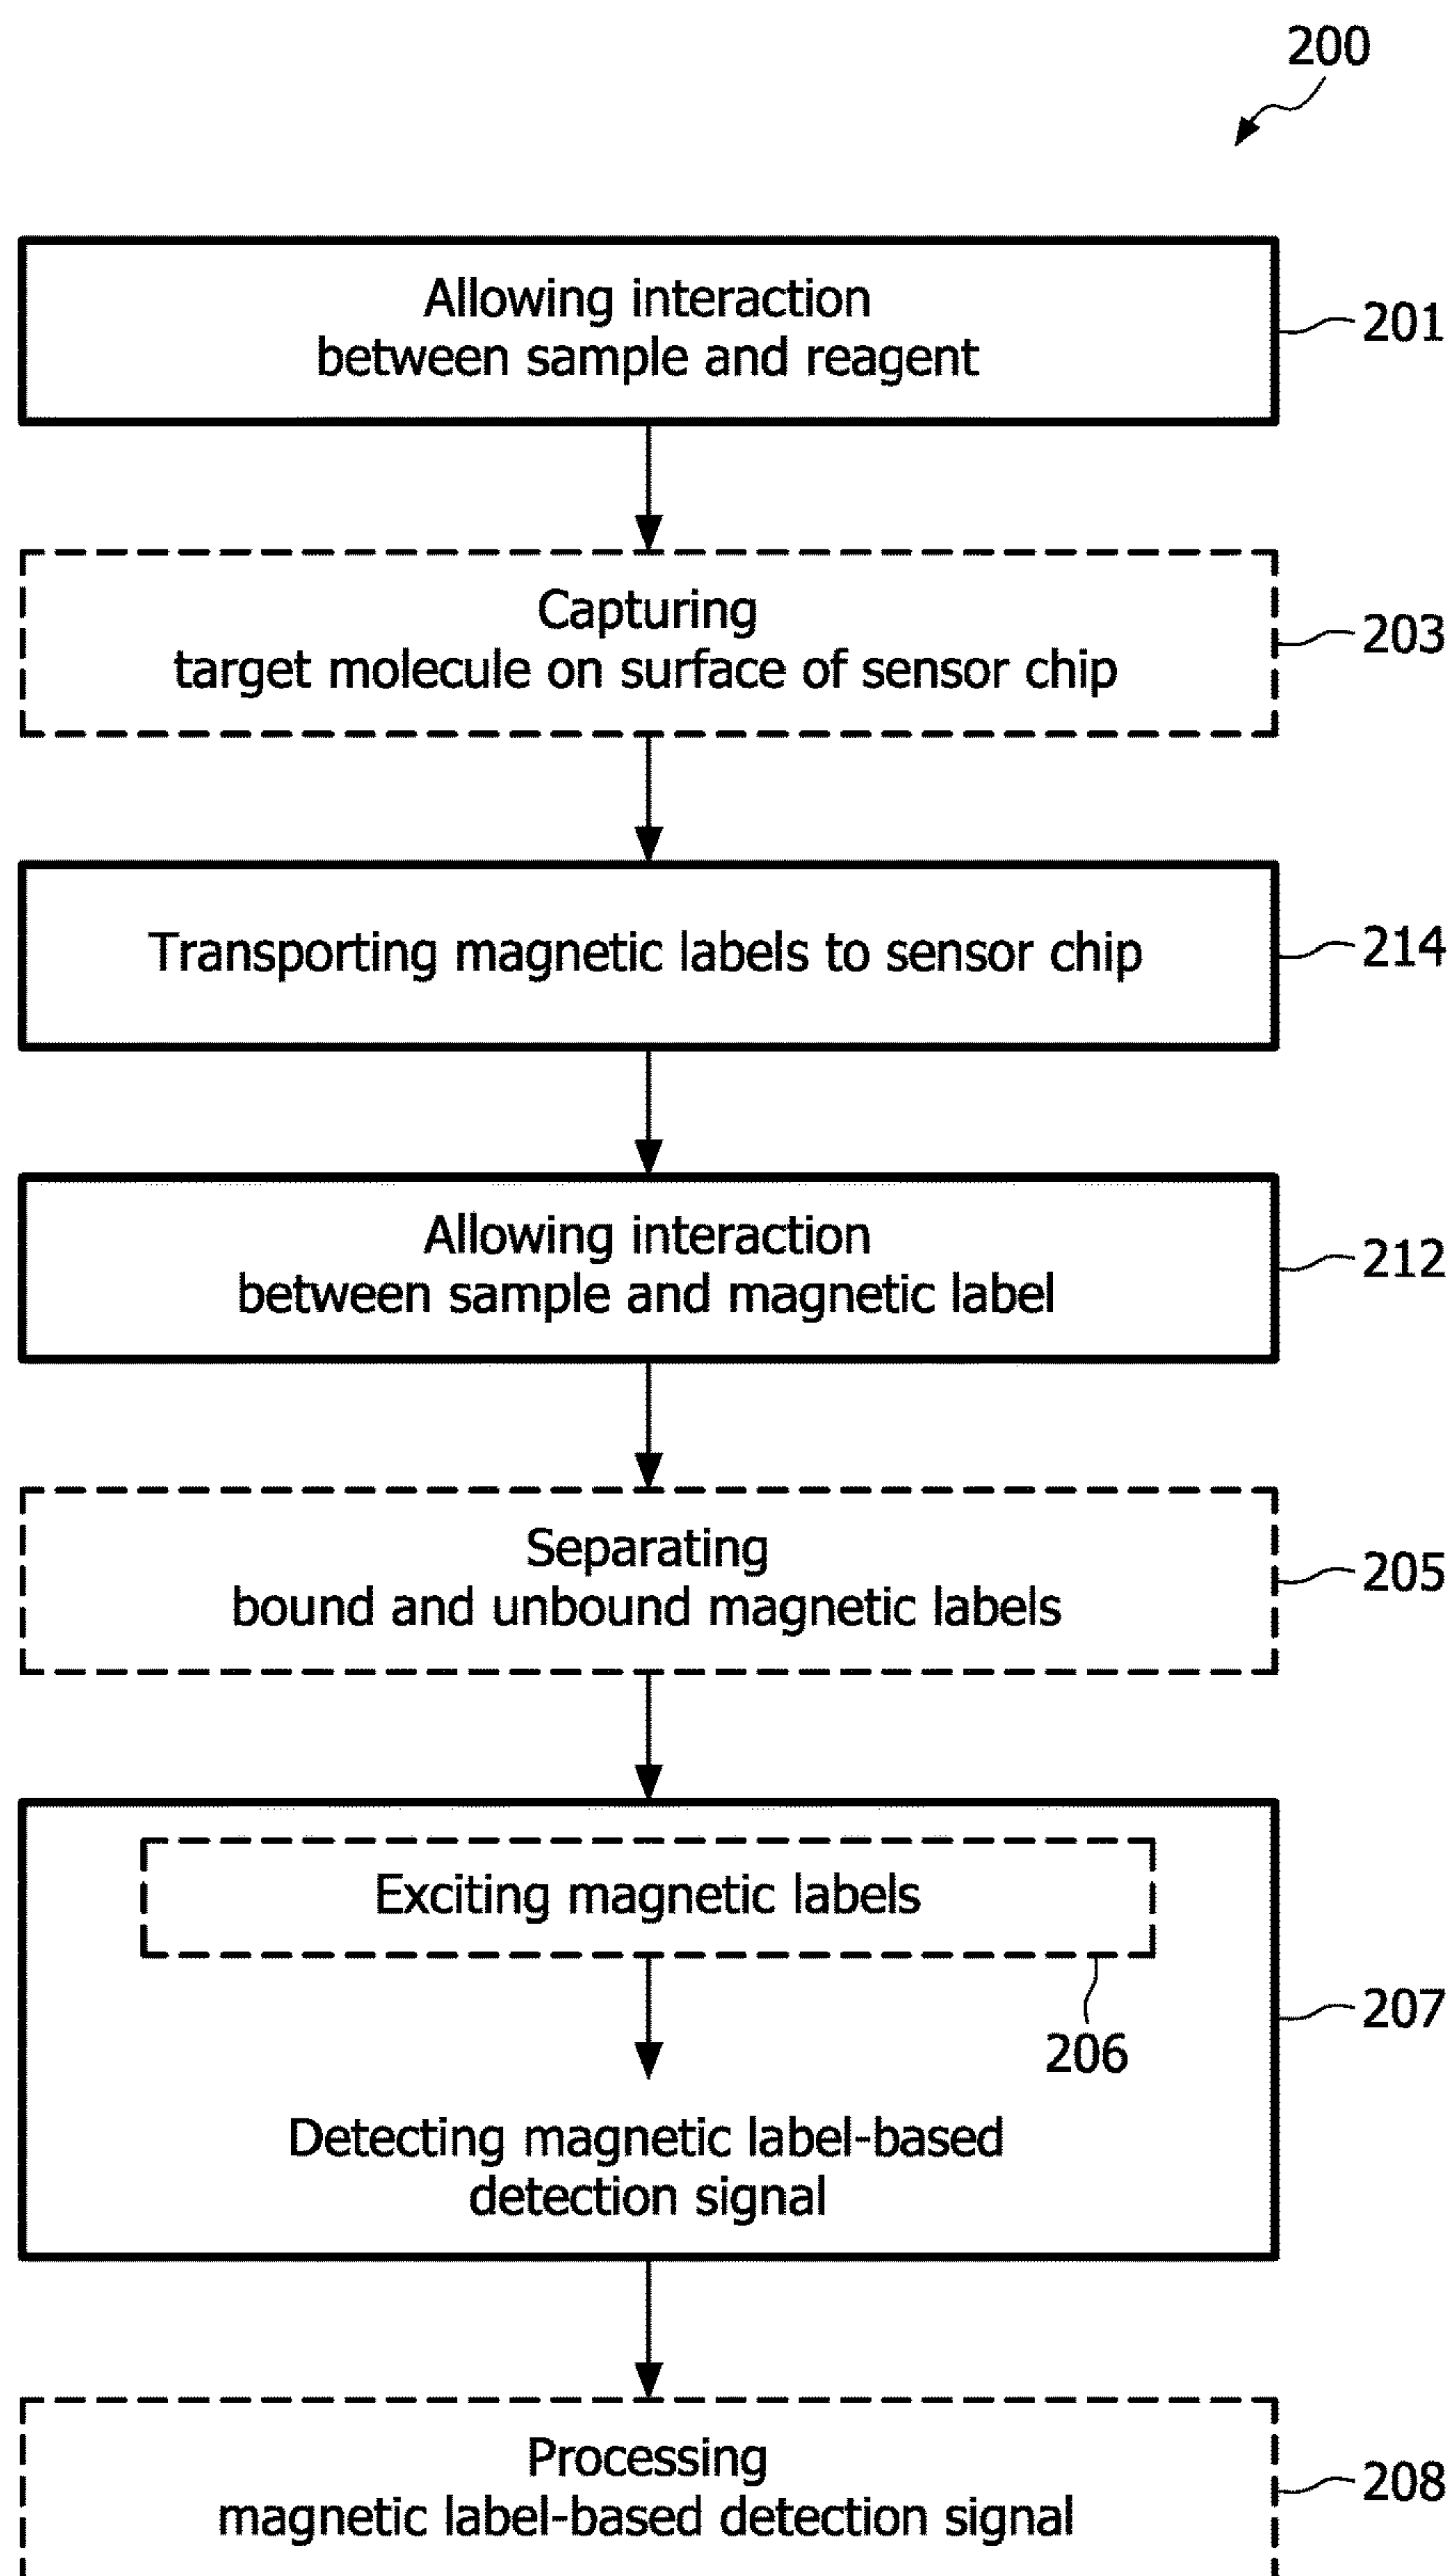 200
Allowing interaction
between sample and reagent
201
Capturing
target molecule on surface of sensor chip
203
Transporting magnetic labels to sensor chip
214
Allowing interaction
between sample and magnetic label
212
Separating
bound and unbound magnetic labels
205
Exciting magnetic labels
206
207
Detecting magnetic label-based
detection signal
Processing
magnetic label-based detection signal
208